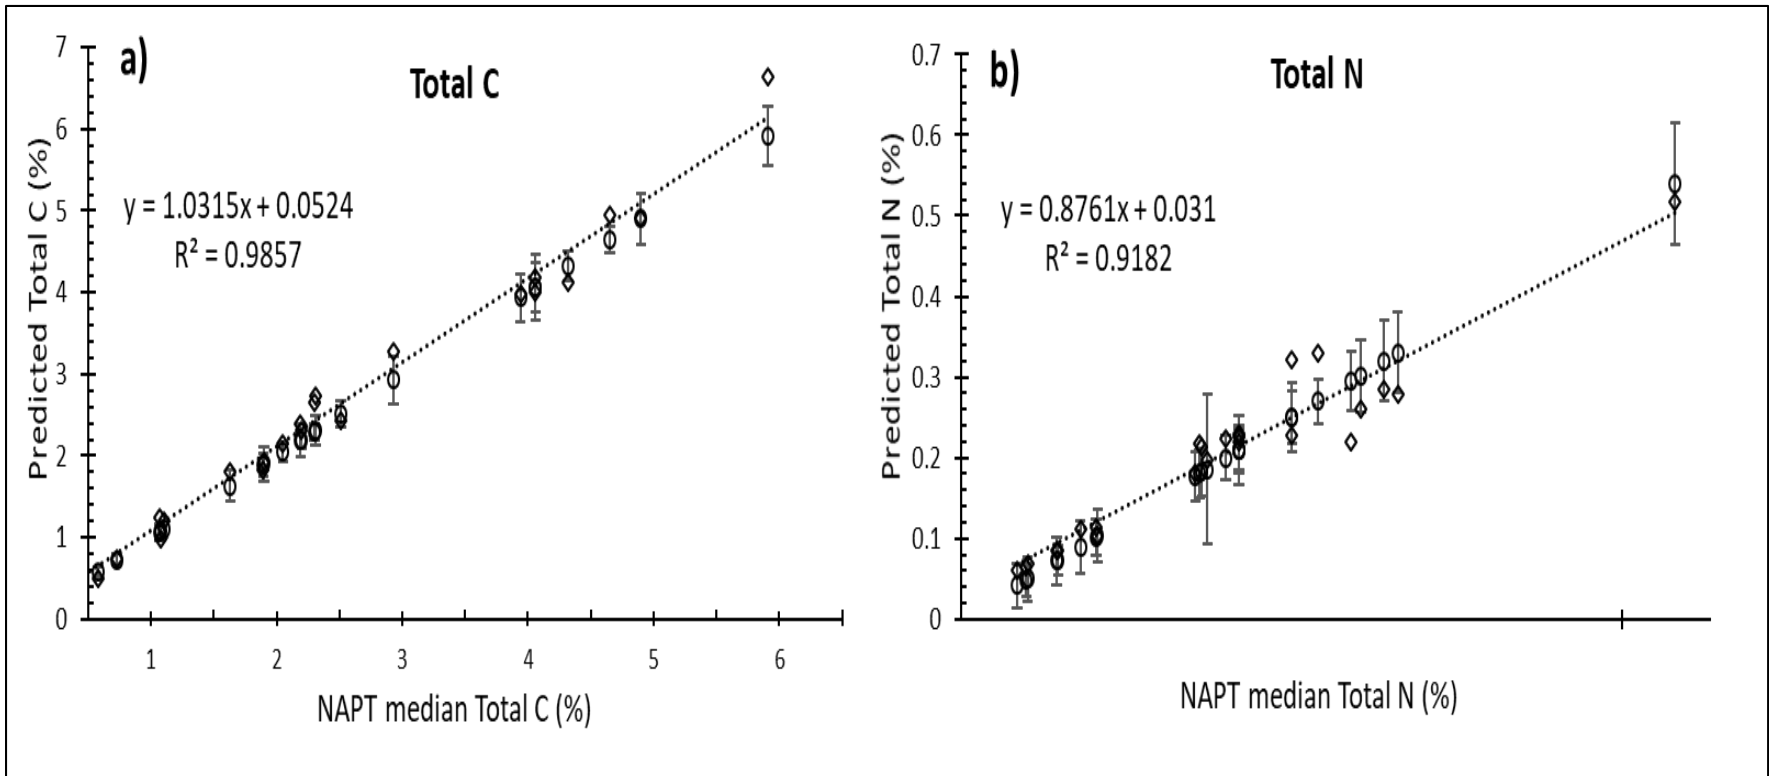 a)
Total C
7
6
5
4
3
2
1
0
Predicted Total C (%)
y = 1.0315x + 0.0524
R² = 0.9857
1 2 3 4 5 6
NAPT median Total C (%)
b)
Total N
0.7
0.6
0.5
0.4
0.3
0.2
0.1
0
Predicted Total N (%)
y = 0.8761x + 0.031
R² = 0.9182
NAPT median Total N (%)